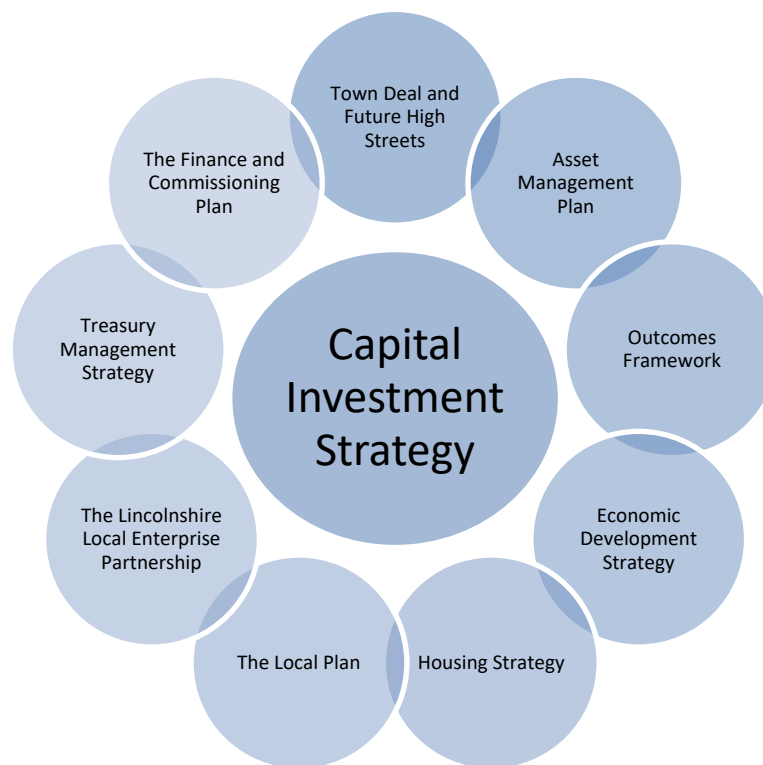 Town Deal and
Future High
Streets
Asset
Management
Plan
Outcomes
Framework
Economic
Development
Strategy
Housing Strategy
The Local Plan
The Lincolnshire
Local Enterprise
Partnership
Treasury
Management
Strategy
The Finance and
Commissioning
Plan
Capital
Investment
Strategy